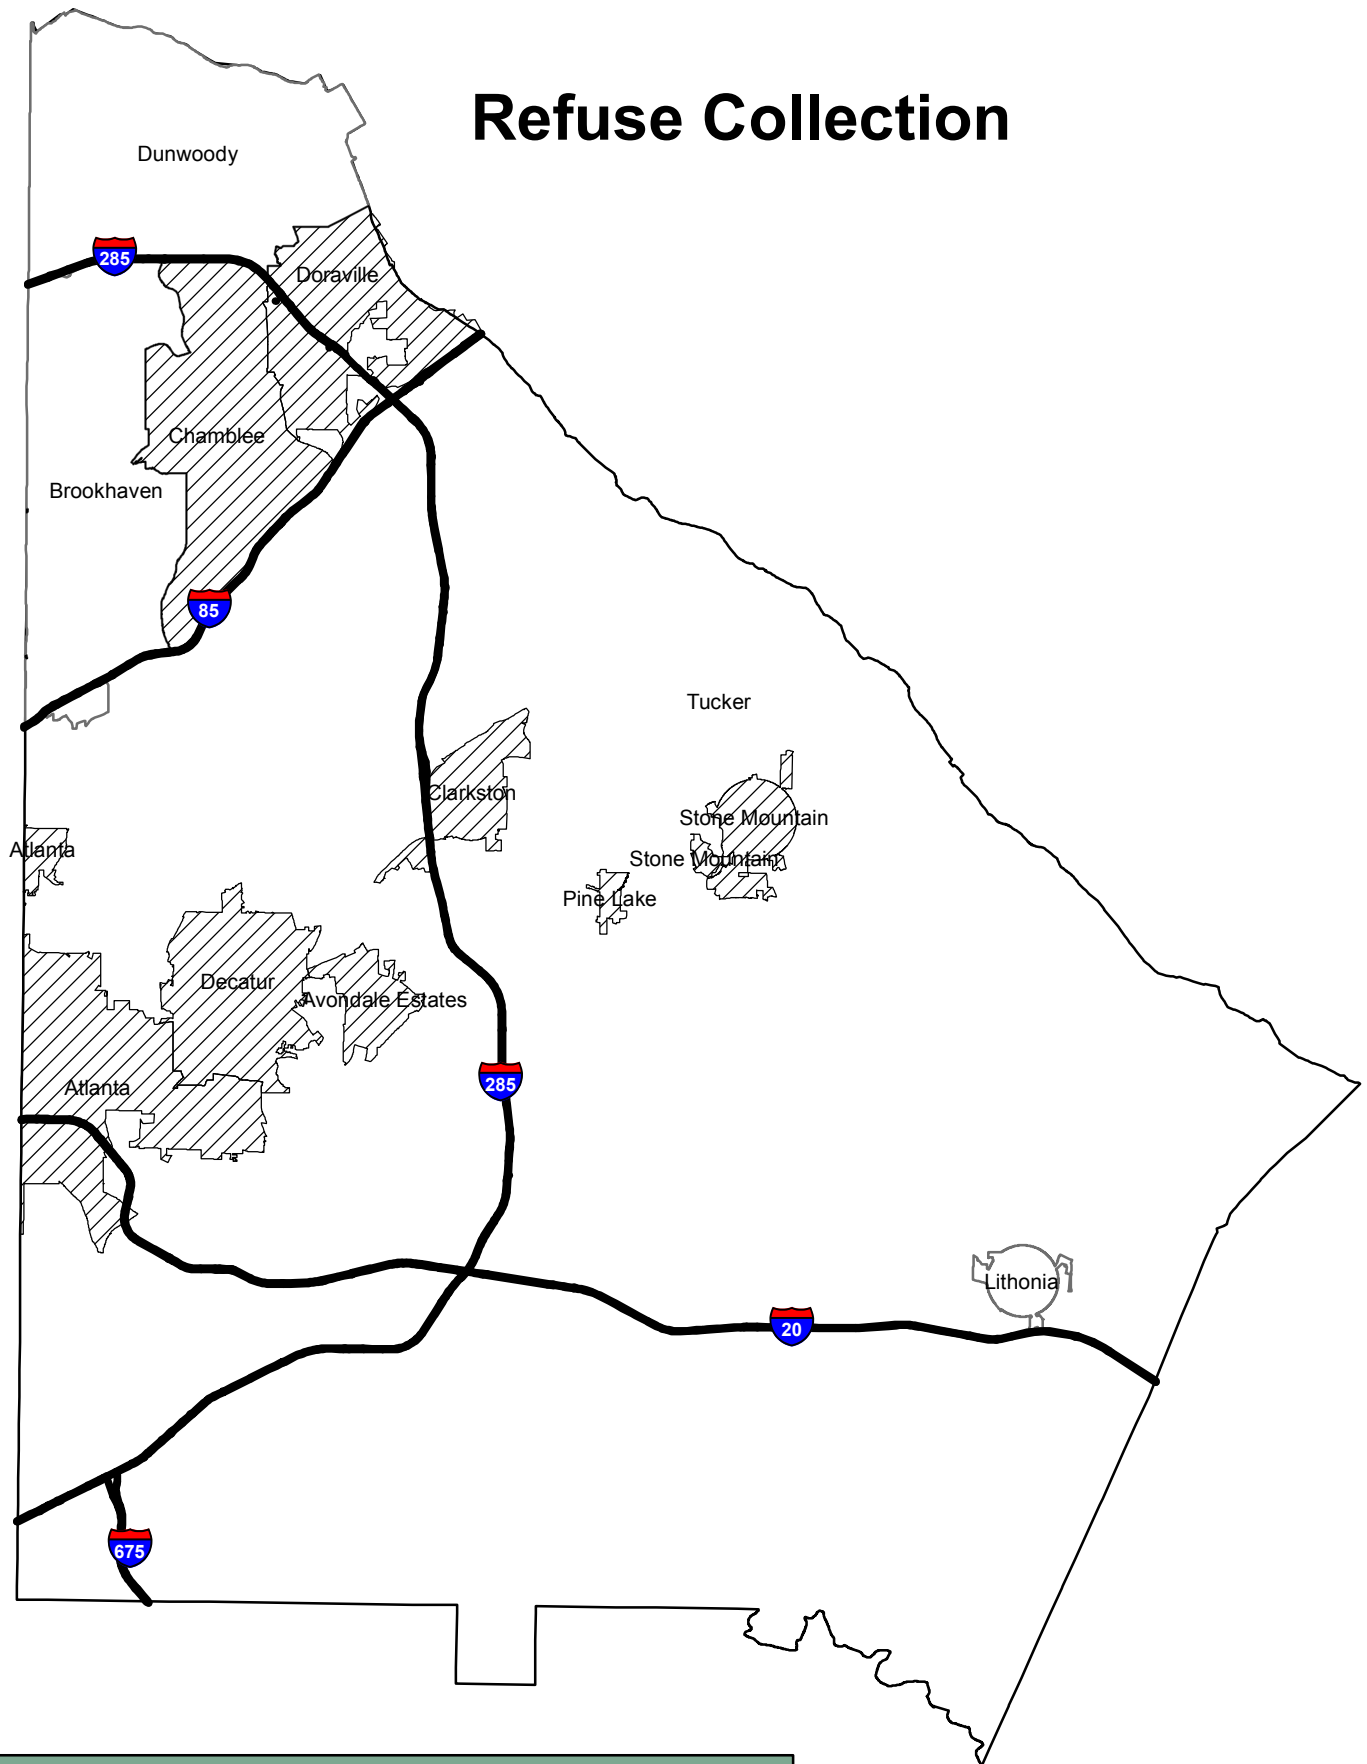 Refuse Collection
Dunwoody
285
Doraville
Chamblee
Brookhaven
85
Tucker
Clarkston
Stone Mountain
Atlanta
Stone Mountain
Pine Lake
Decatur
Avondale Estates
285
Atlanta
Lithonia
20
675